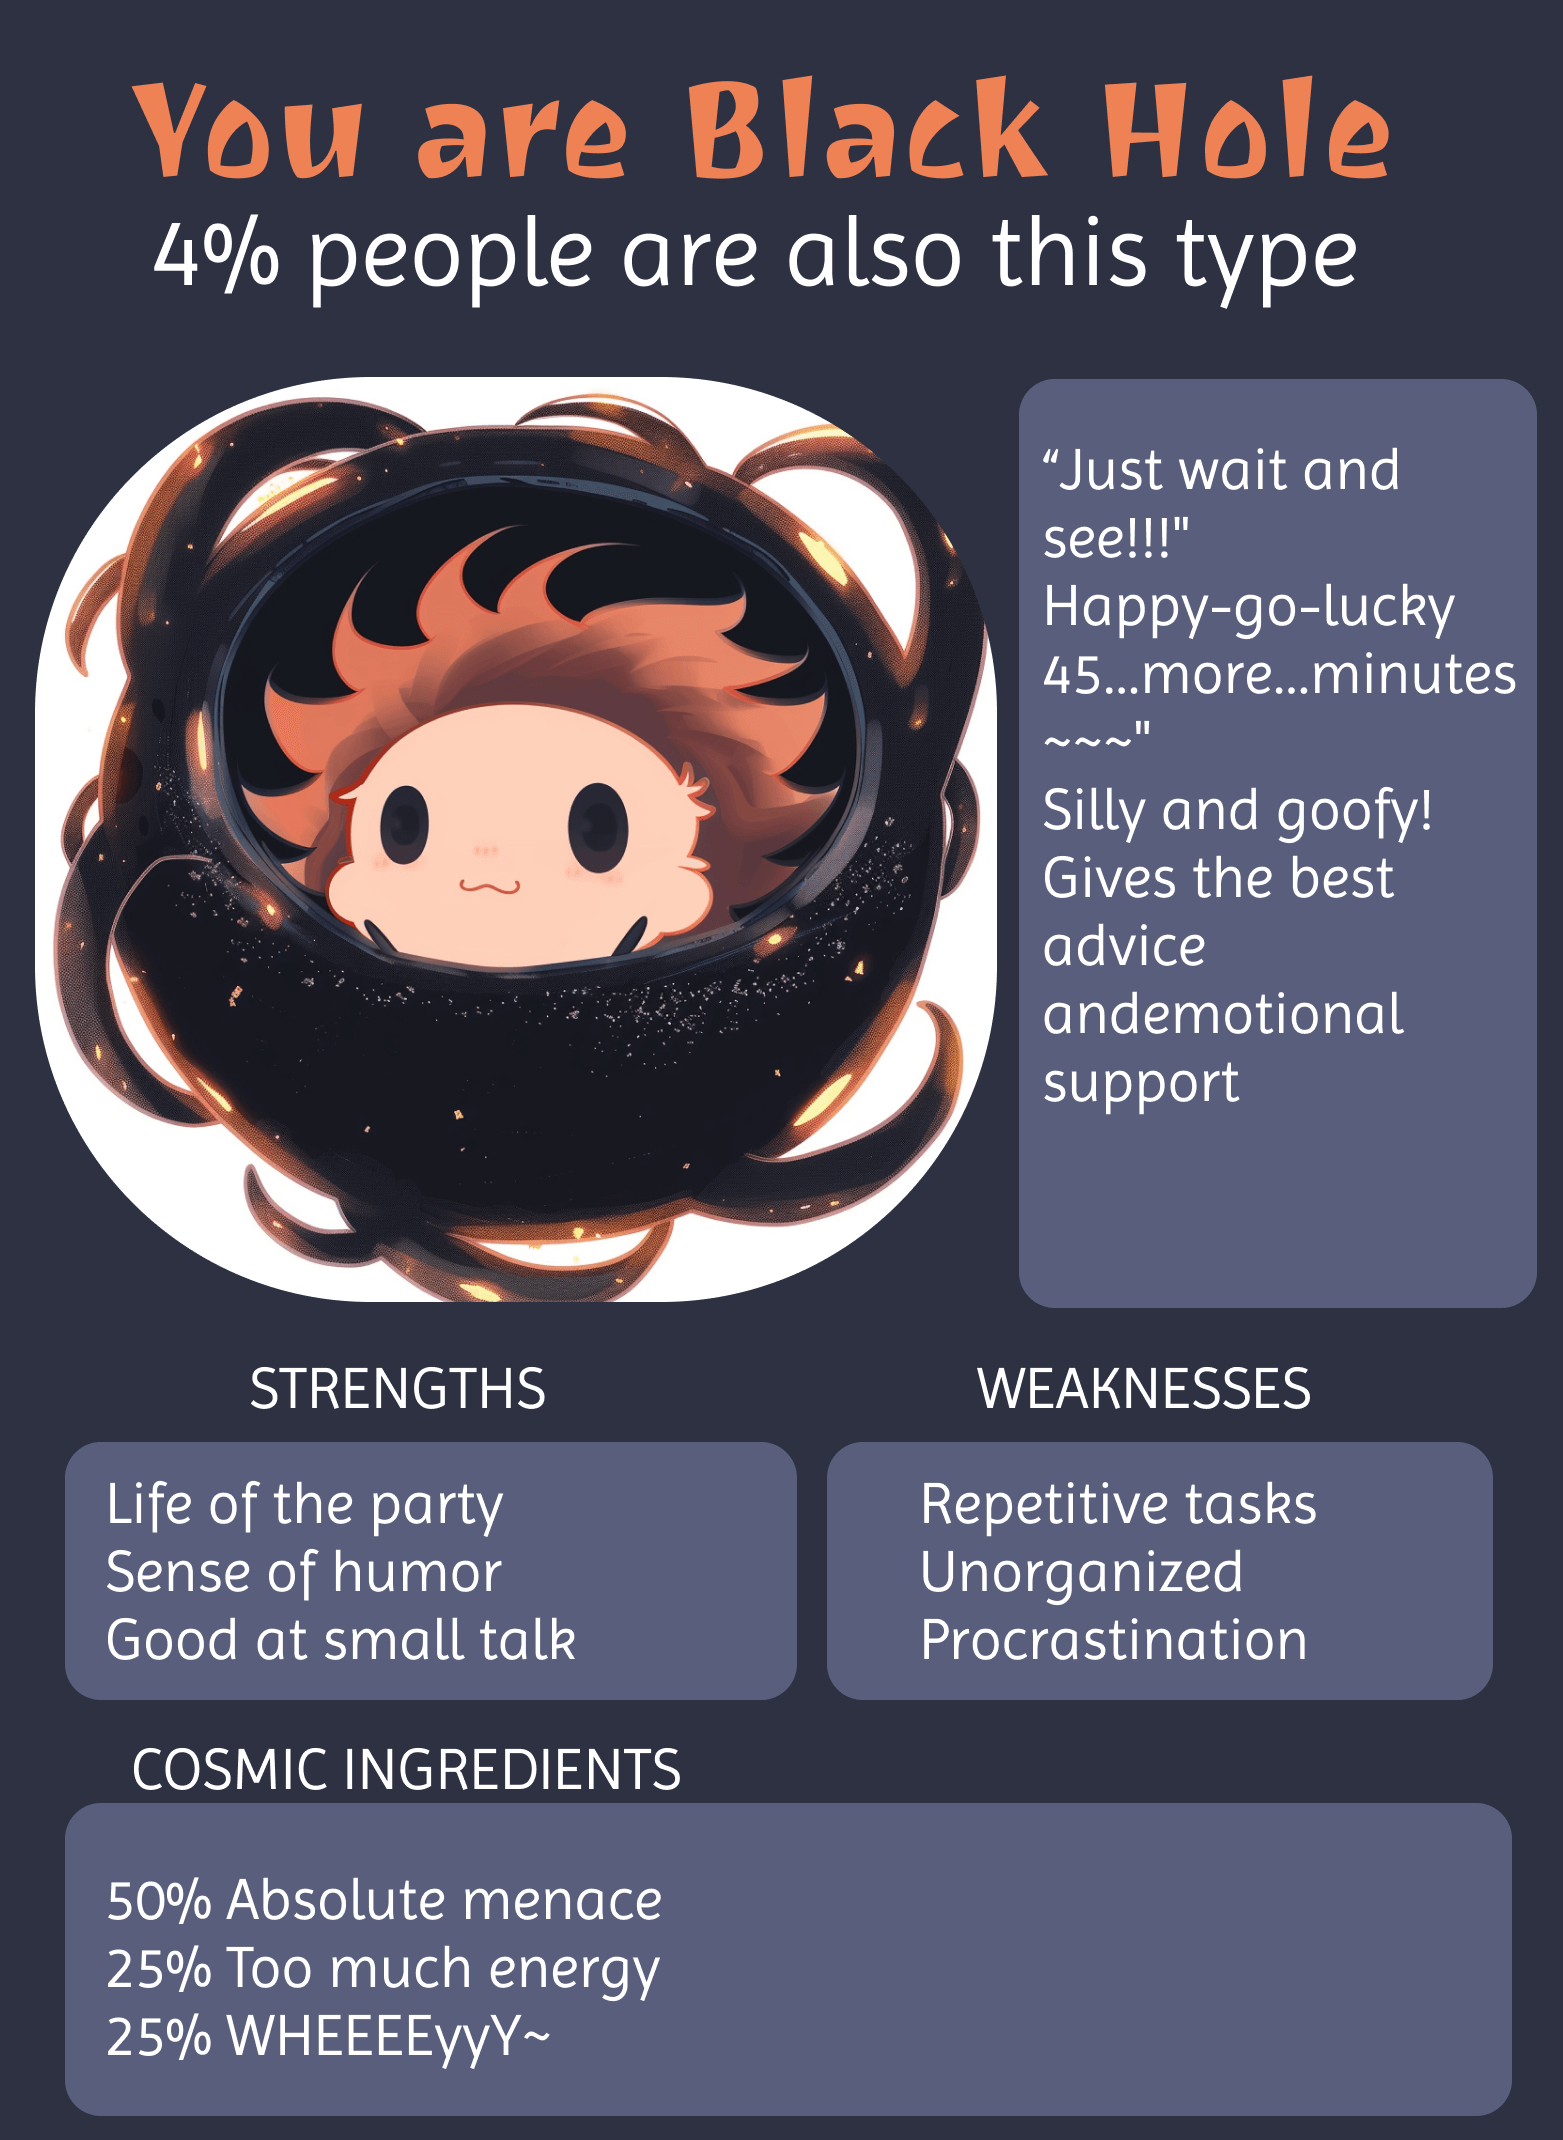 You are Black Hole
4% people are also this type
“Just wait and
see!!!"
Happy-go-lucky
45...more...minutes
~~~"
Silly and goofy!
Gives the best
advice
andemotional
support
STRENGTHS
Life of the party
Sense of humor
Good at small talk
WEAKNESSES
Repetitive tasks
Unorganized
Procrastination
COSMIC INGREDIENTS
50% Absolute menace
25% Too much energy
25% WHEEEEyyY~